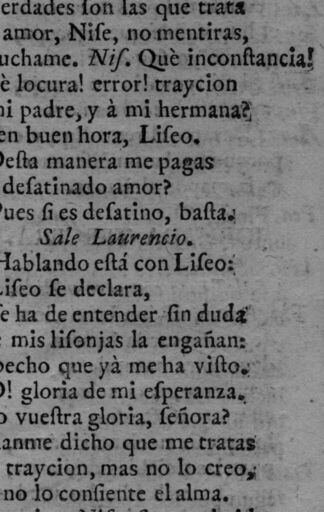 erdades ſon las que trata
amor, Niſe, no mentiras,
uchame. Niſ. Què inconſtancia!
è locura! error! traycion
mi padre, y à mi hermana?
en buen hora, Liſeo.
Deſta manera me pagas
deſatinado amor?
Pues ſi es deſatino, baſta.
Sale Laurencio.
Hablando eſtá con Liſeo:
Liſeo ſe declara,
ſe ha de entender ſin duda
mis liſonjas la engañan:
pecho que yà me ha viſto.
O! gloria de mi eſperanza.
o vueſtra gloria, ſeñora?
anme dicho que me tratas
traycion, mas no lo creo,
no lo conſiente el alma.